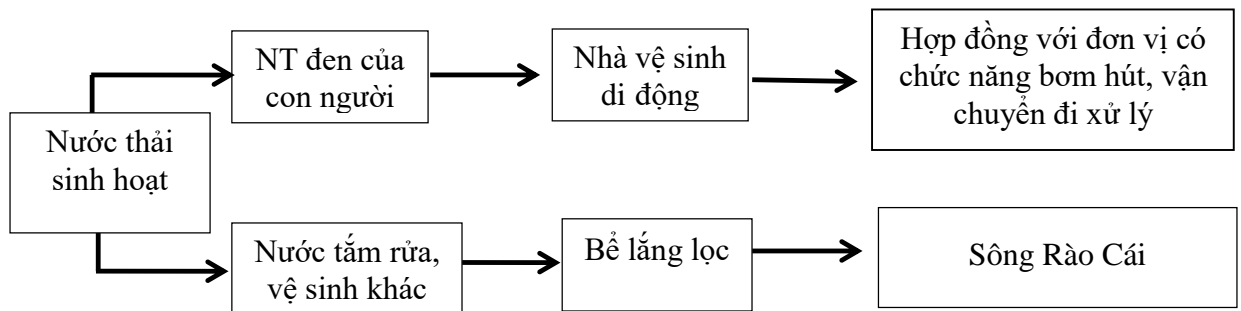 Nước thải
sinh hoạt
NT đen của
con người
Nhà vệ sinh
di động
Hợp đồng với đơn vị có
chức năng bơm hút, vận
chuyển đi xử lý
Nước tắm rửa,
vệ sinh khác
Bể lắng lọc
Sông Rào Cái